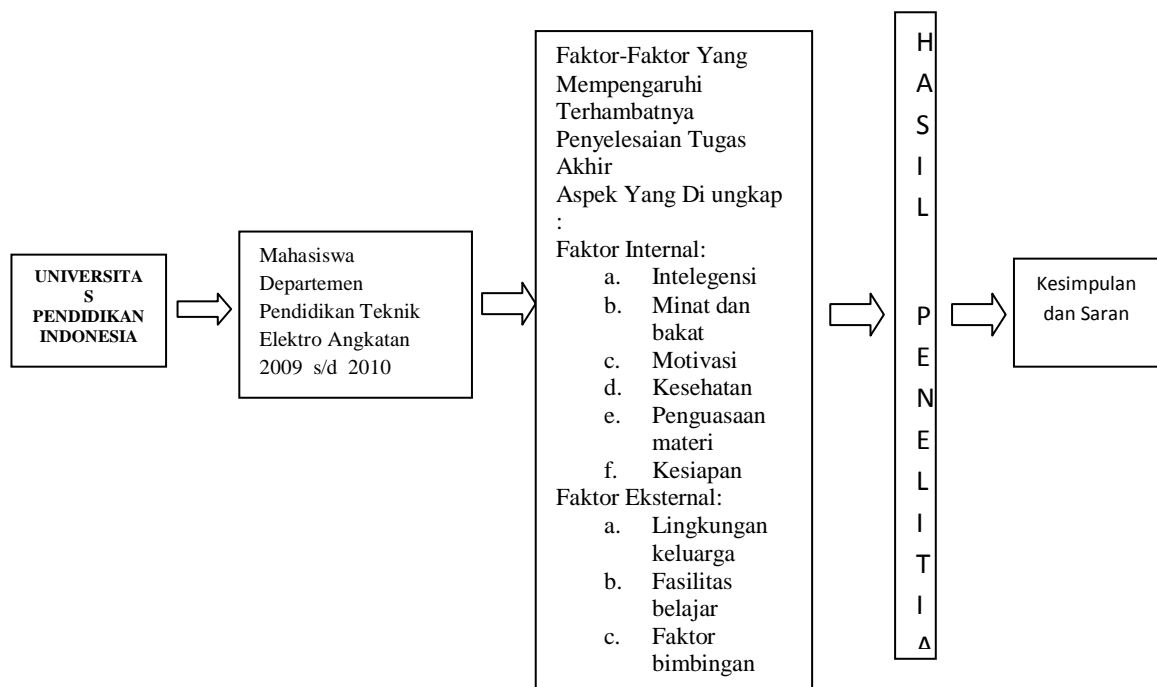 UNIVERSITA
S
PENDIDIKAN
INDONESIA
Mahasiswa
Departemen
Pendidikan Teknik
Elektro Angkatan
2009 s/d 2010
Faktor-Faktor Yang
Mempengaruhi
Terhambatnya
Penyelesaian Tugas
Akhir
Aspek Yang Di ungkap
:
Faktor Internal:
a. Intelegensi
b. Minat dan
bakat
c. Motivasi
d. Kesehatan
e. Penguasaan
materi
f. Kesiapan
Faktor Eksternal:
a. Lingkungan
keluarga
b. Fasilitas
belajar
c. Faktor
bimbingan
H
A
S
I
L
P
E
N
E
L
I
T
I
A
Kesimpulan
dan Saran